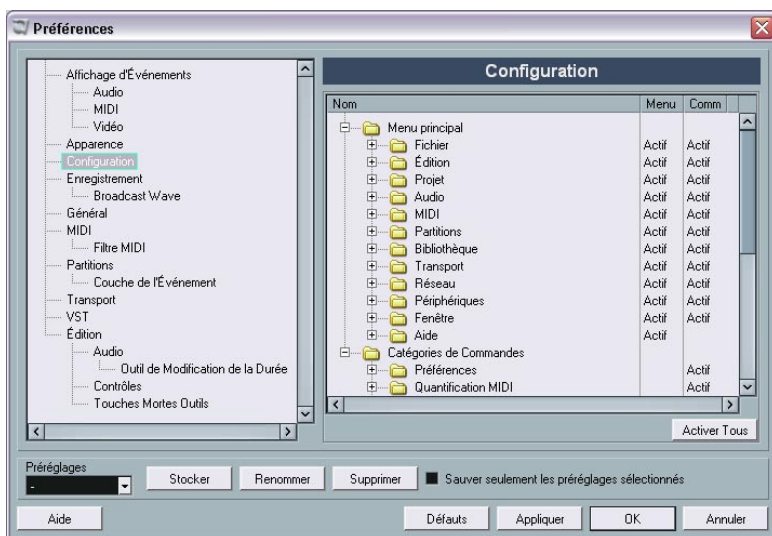 Préférences
Affichage d'Événements
Audio
MIDI
Vidéo
Apparence
Configuration
Enregistrement
Broadcast Wave
Général
MIDI
Filtre MIDI
Partitions
Couche de l'Événement
Transport
VST
Édition
Audio
Outil de Modification de la Durée
Contrôles
Touches Mortes Outils
Configuration
Nom Menu Comm
Menu principal
Fichier Actif Actif
Édition Actif Actif
Projet Actif Actif
Audio Actif Actif
MIDI Actif Actif
Partitions Actif Actif
Bibliothèque Actif Actif
Transport Actif Actif
Réseau Actif Actif
Périphériques Actif Actif
Fenêtre Actif Actif
Aide Actif
Catégories de Commandes
Préférences Actif
Quantification MIDI Actif
Activer Tous
Préréglages
-
Stocker Renommer Supprimer Sauver seulement les préréglages sélectionnés
Aide Défauts Appliquer OK Annuler